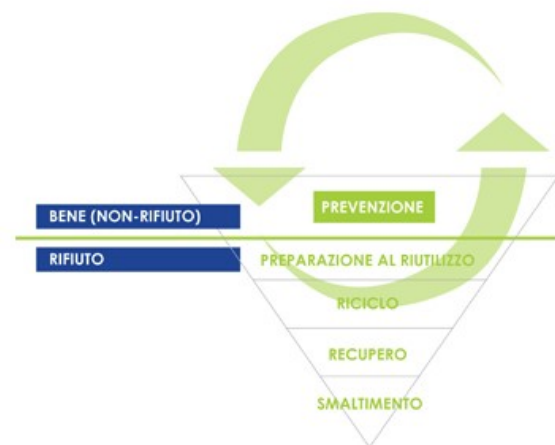 PREVENZIONE
BENE (NON-RIFIUTO)
RIFIUTO
PREPARAZIONE AL RIUTILIZZO
RICICLO
RECUPERO
SMALTIMENTO